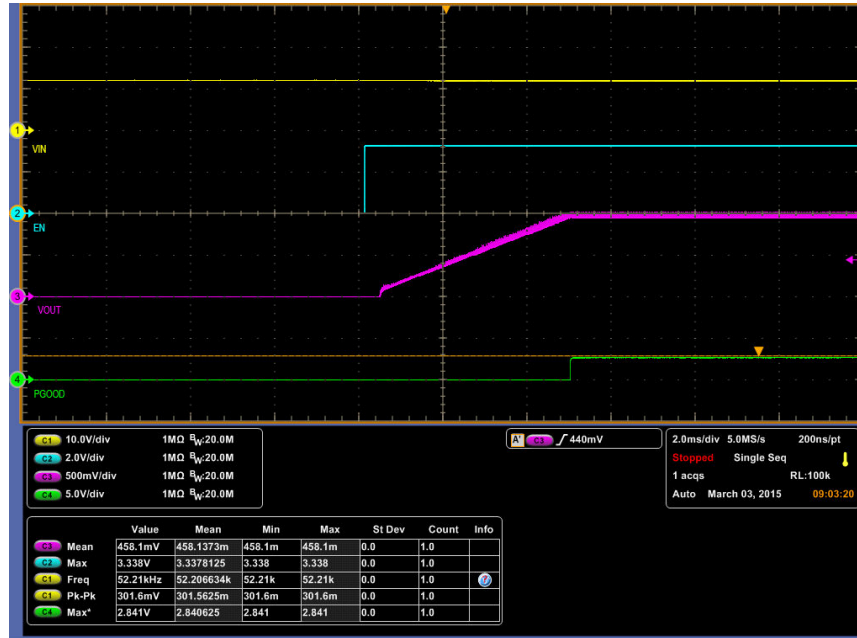 1
VIN
2
EN
3
VOUT
4
PGOOD
C1 10.0V/div 1MΩ BW:20.0M
C2 2.0V/div 1MΩ BW:20.0M
C3 500mV/div 1MΩ BW:20.0M
C4 5.0V/div 1MΩ BW:20.0M
A' C3 440mV
2.0ms/div 5.0MS/s 200ns/pt
Stopped Single Seq
1 acqs RL:100k
Auto March 03, 2015 09:03:20
Value Mean Min Max St Dev Count Info
C3 Mean 458.1mV 458.1373m 458.1m 458.1m 0.0 1.0
C2 Max 3.338V 3.3378125 3.338 3.338 0.0 1.0
C1 Freq 52.21kHz 52.206634k 52.21k 52.21k 0.0 1.0 ?
C1 Pk-Pk 301.6mV 301.5625m 301.6m 301.6m 0.0 1.0
C4 Max* 2.841V 2.840625 2.841 2.841 0.0 1.0